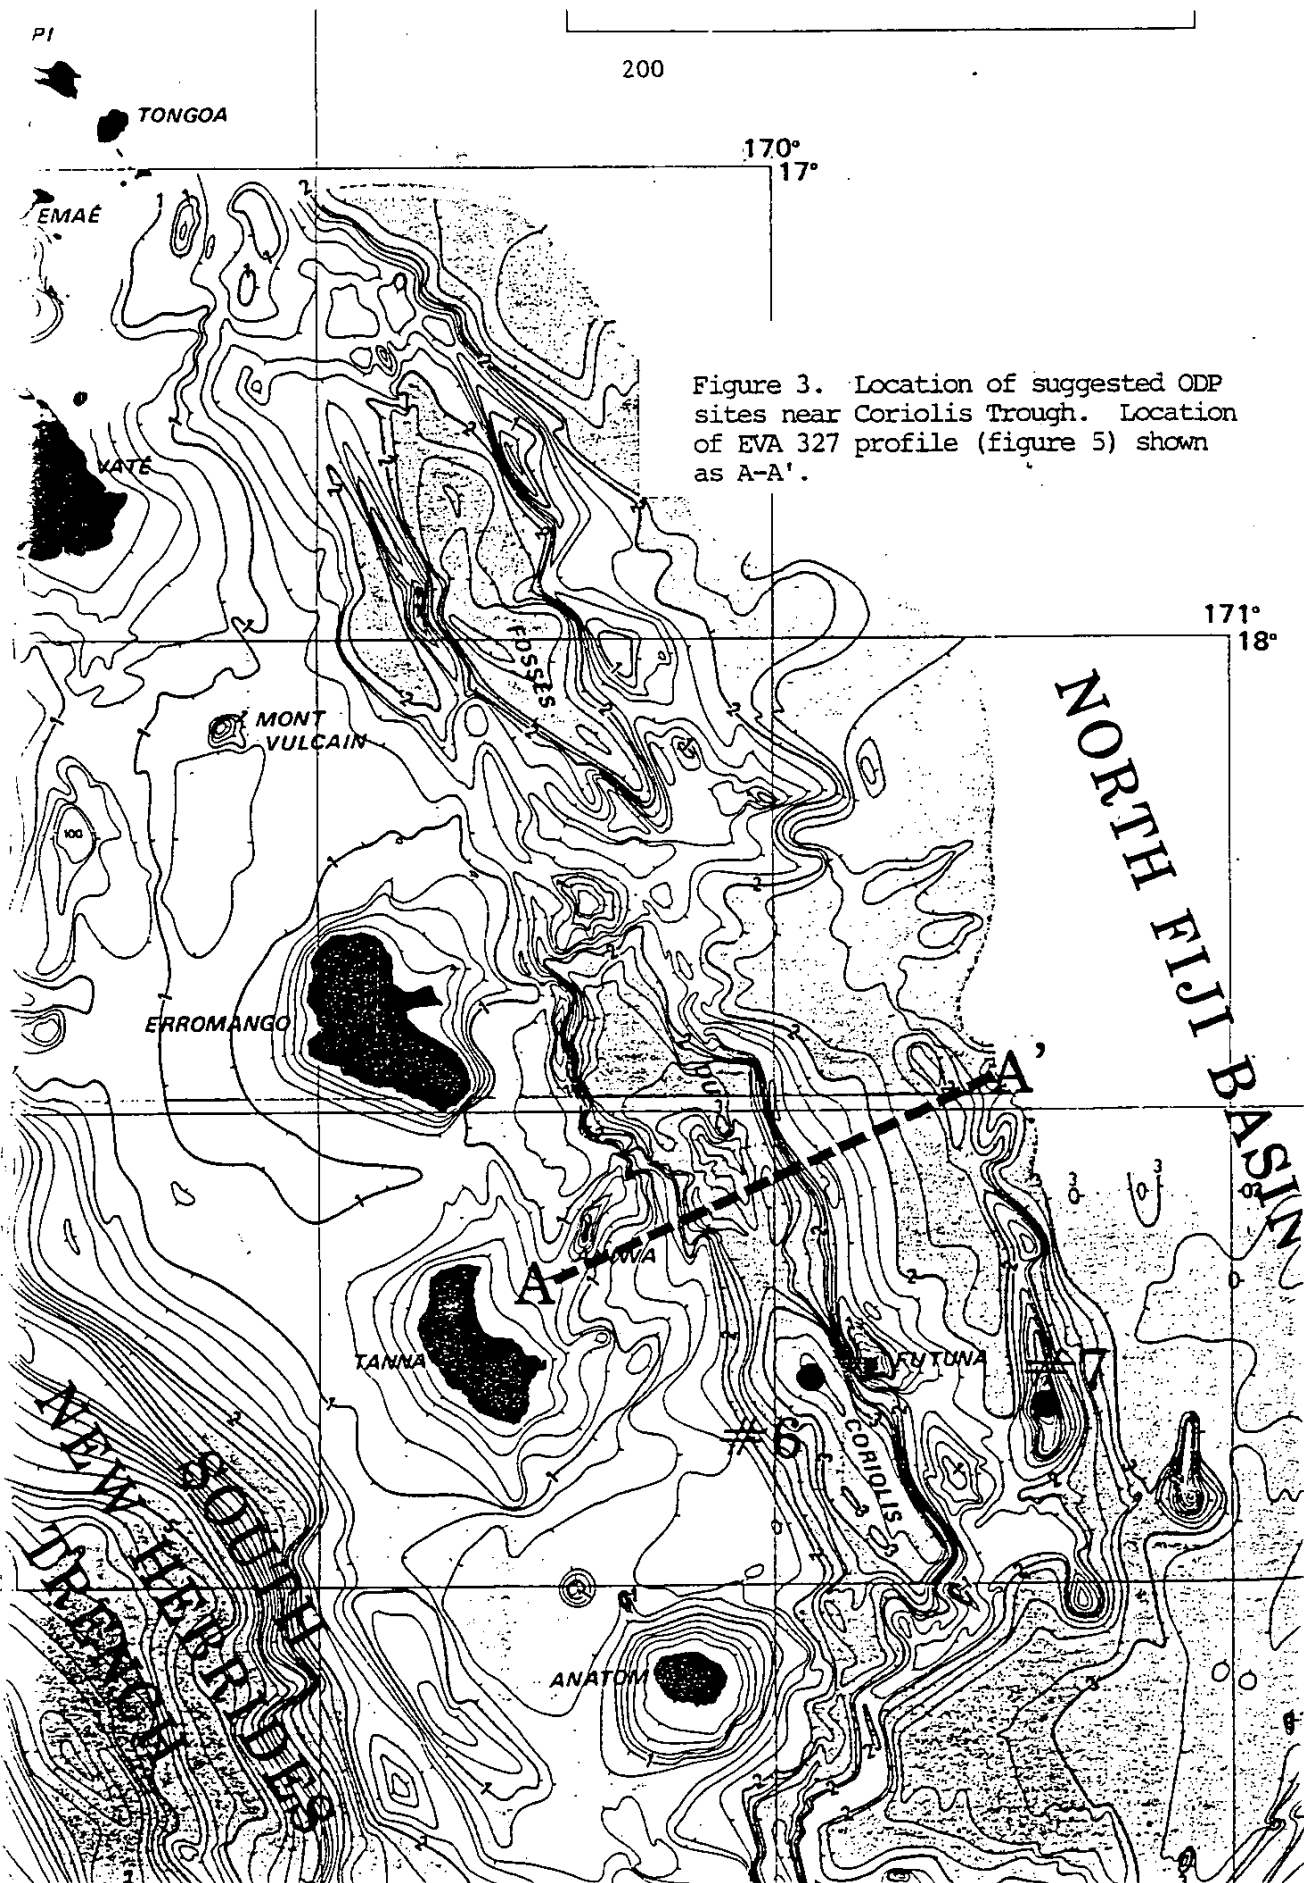 PI
200
TONGOA
170°
17°
EMAÉ
Figure 3. Location of suggested ODP
sites near Coriolis Trough. Location
of EVA 327 profile (figure 5) shown
as A-A'.
VATÉ
171°
18°
FOSSES
MONT
VULCAIN
NORTH FIJI BASIN
100
ERROMANGO
DU
A'
A
TANNA
FUTUNA
#7
#6
CORIOLIS
SOUTH
NEW HEBRIDES
TRENCH
ANATOM